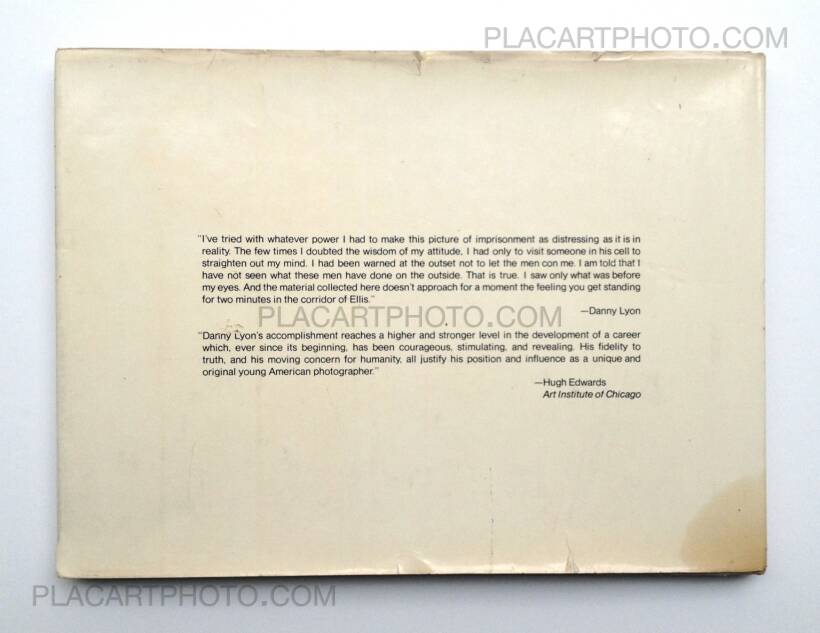 PLACARTPHOTO.COM
"I've tried with whatever power I had to make this picture of imprisonment as distressing as it is in
reality. The few times I doubted the wisdom of my attitude, I had only to visit someone in his cell to
straighten out my mind. I had been warned at the outset not to let the men con me. I am told that I
have not seen what these men have done on the outside. That is true. I saw only what was before
my eyes. And the material collected here doesn't approach for a moment the feeling you get standing
for two minutes in the corridor of Ellis."
—Danny Lyon
PLACARTPHOTO.COM
"Danny Lyon's accomplishment reaches a higher and stronger level in the development of a career
which, ever since its beginning, has been courageous, stimulating, and revealing. His fidelity to
truth, and his moving concern for humanity, all justify his position and influence as a unique and
original young American photographer."
—Hugh Edwards
Art Institute of Chicago
PLACARTPHOTO.COM